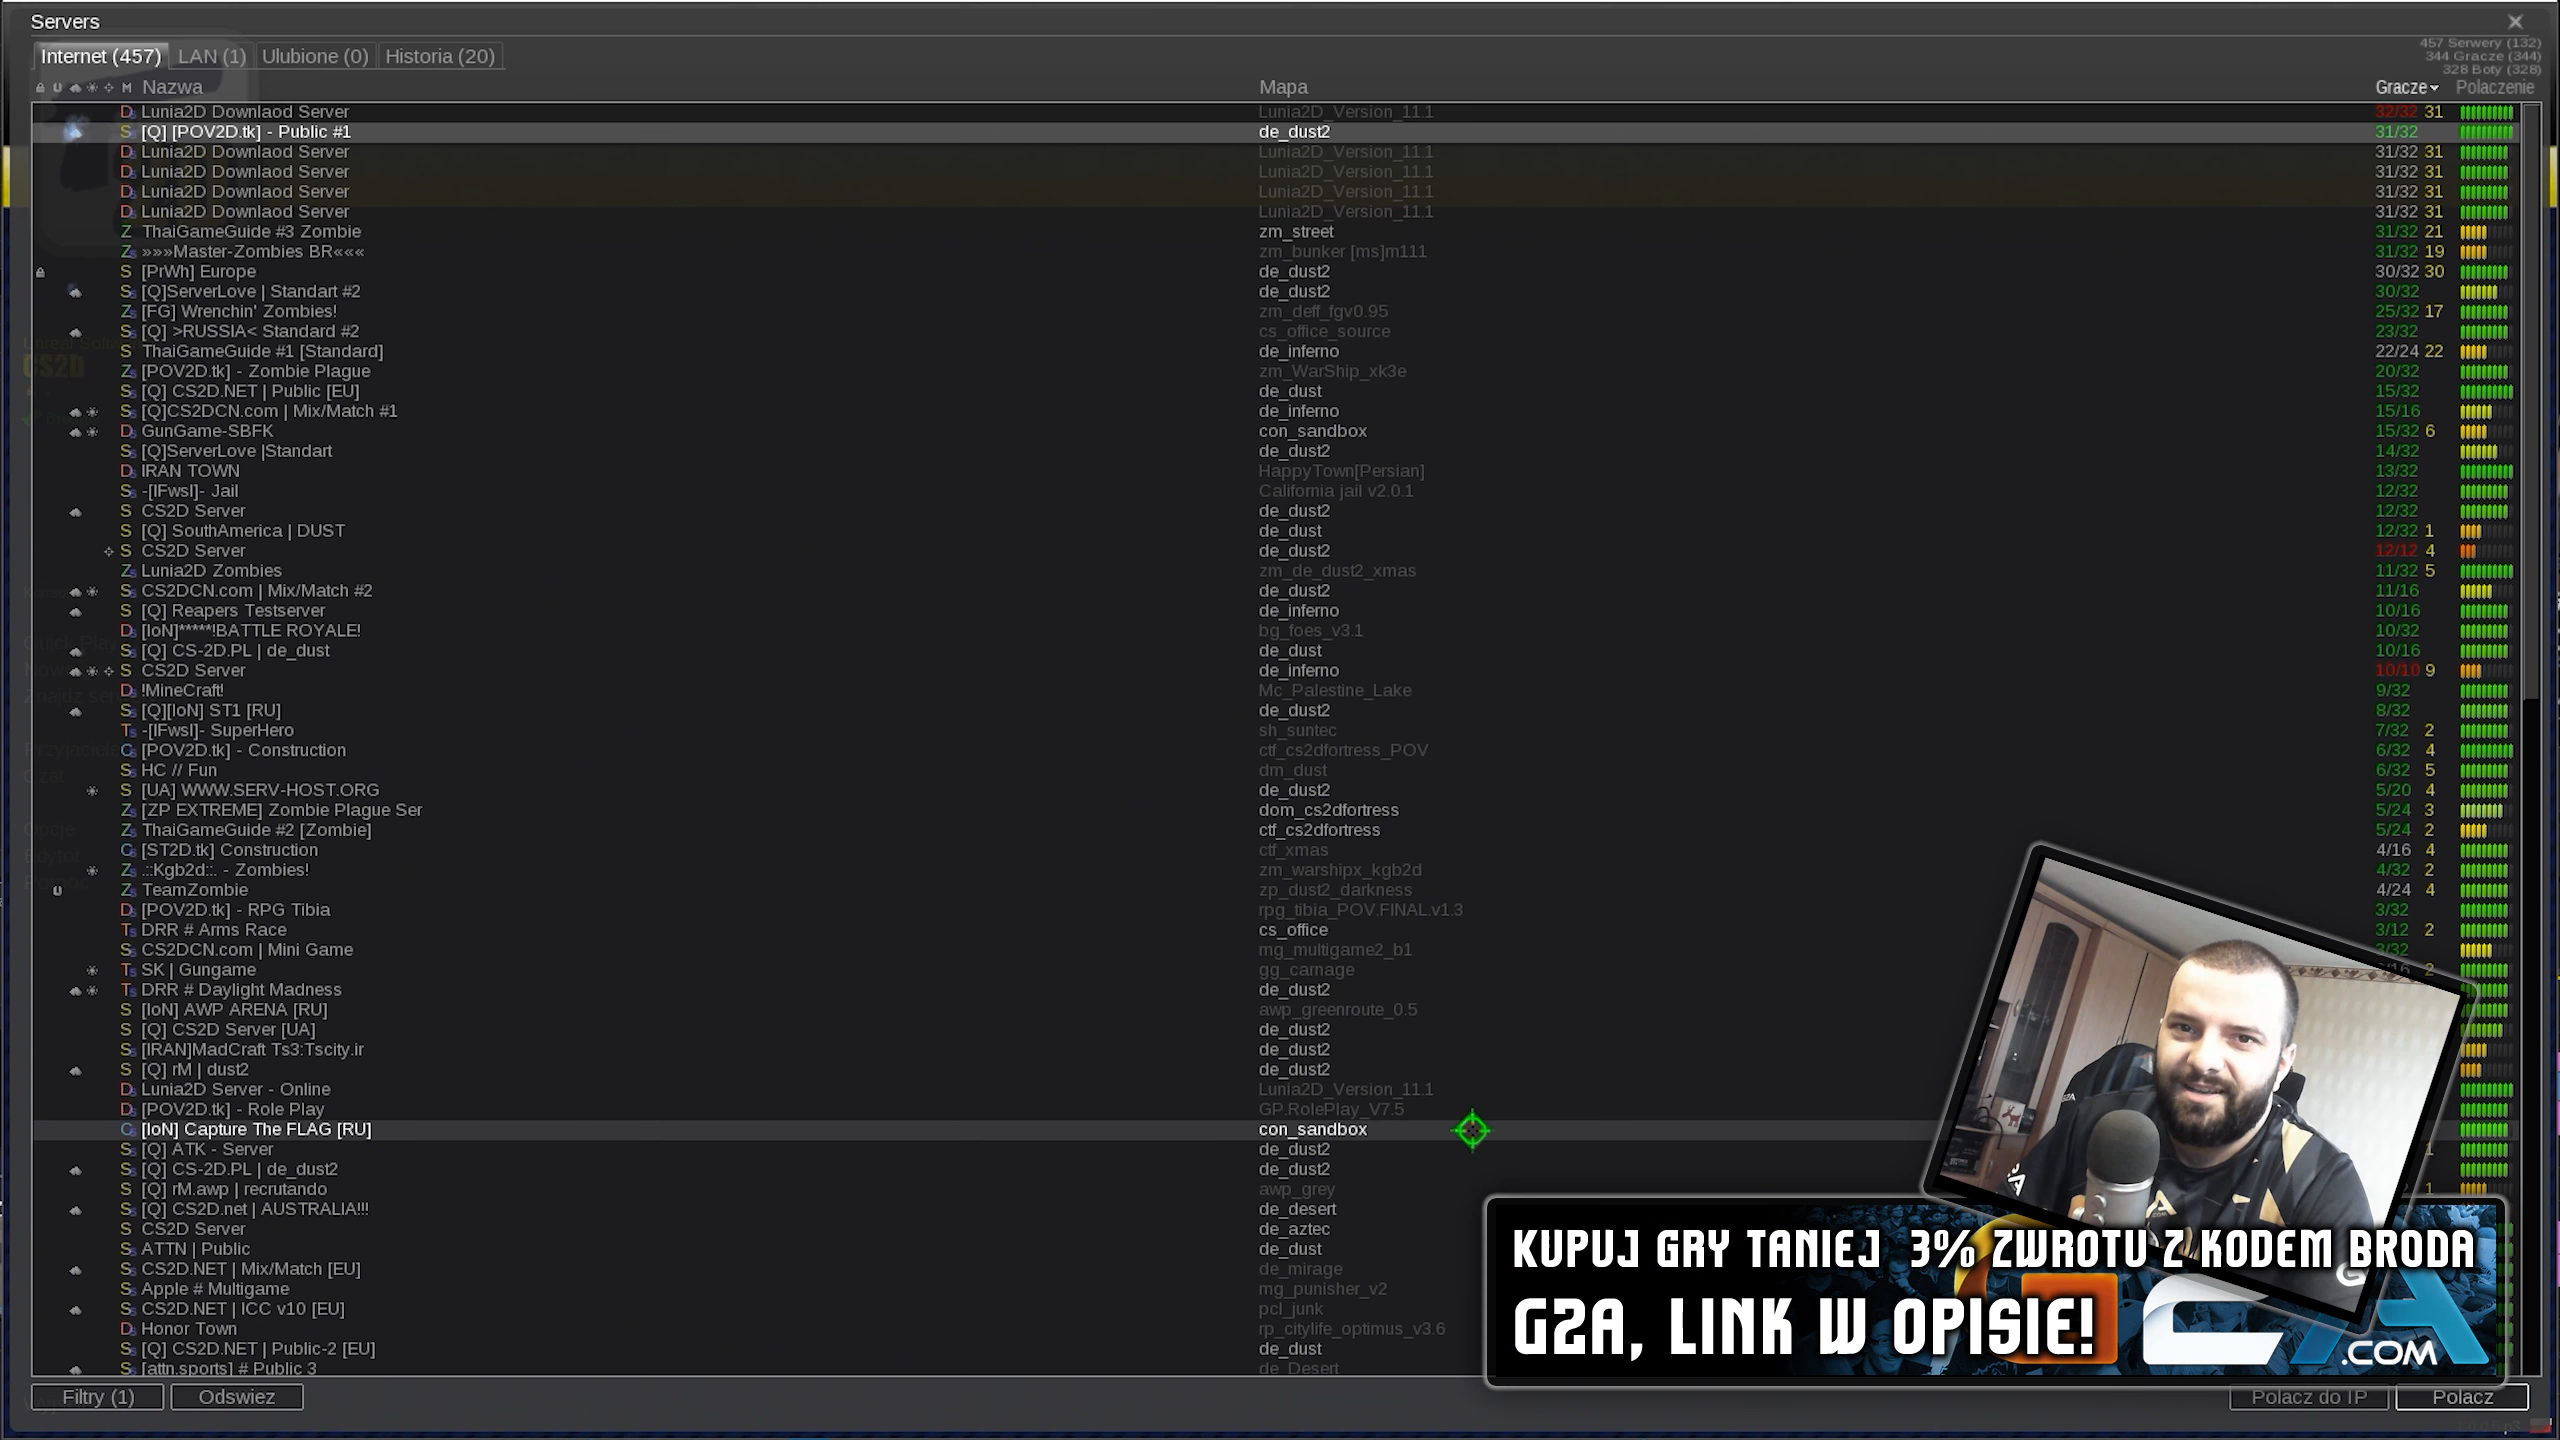 Servers
Internet (457) LAN (1) Ulubione (0) Historia (20)
457 Serwery (132)
344 Gracze (344)
328 Boty (328)
M Nazwa Mapa Gracze Polaczenie
D Lunia2D Downlaod Server Lunia2D_Version_11.1 32/32 31
S [Q] [POV2D.tk] - Public #1 de_dust2 31/32
D Lunia2D Downlaod Server Lunia2D_Version_11.1 31/32 31
D Lunia2D Downlaod Server Lunia2D_Version_11.1 31/32 31
D Lunia2D Downlaod Server Lunia2D_Version_11.1 31/32 31
D Lunia2D Downlaod Server Lunia2D_Version_11.1 31/32 31
Z ThaiGameGuide #3 Zombie zm_street 31/32 21
Z »»»Master-Zombies BR««« zm_bunker [ms]m111 31/32 19
S [PrWh] Europe de_dust2 30/32 30
S [Q]ServerLove | Standart #2 de_dust2 30/32
Z [FG] Wrenchin' Zombies! zm_deff_fgv0.95 25/32 17
S [Q] >RUSSIA< Standard #2 cs_office_source 23/32
S ThaiGameGuide #1 [Standard] de_inferno 22/24 22
Z [POV2D.tk] - Zombie Plague zm_WarShip_xk3e 20/32
S [Q] CS2D.NET | Public [EU] de_dust 15/32
S [Q]CS2DCN.com | Mix/Match #1 de_inferno 15/16
D GunGame-SBFK con_sandbox 15/32 6
S [Q]ServerLove |Standart de_dust2 14/32
D IRAN TOWN HappyTown[Persian] 13/32
S -[IFwsI]- Jail California jail v2.0.1 12/32
S CS2D Server de_dust2 12/32
S [Q] SouthAmerica | DUST de_dust 12/32 1
S CS2D Server de_dust2 12/12 4
Z Lunia2D Zombies zm_de_dust2_xmas 11/32 5
S CS2DCN.com | Mix/Match #2 de_dust2 11/16
S [Q] Reapers Testserver de_inferno 10/16
D [IoN]*****!BATTLE ROYALE! bg_foes_v3.1 10/32
S [Q] CS-2D.PL | de_dust de_dust 10/16
S CS2D Server de_inferno 10/10 9
D !MineCraft! Mc_Palestine_Lake 9/32
S [Q][IoN] ST1 [RU] de_dust2 8/32
T -[IFwsI]- SuperHero sh_suntec 7/32 2
C [POV2D.tk] - Construction ctf_cs2dfortress_POV 6/32 4
S HC // Fun dm_dust 6/32 5
S [UA] WWW.SERV-HOST.ORG de_dust2 5/20 4
Z [ZP EXTREME] Zombie Plague Ser dom_cs2dfortress 5/24 3
Z ThaiGameGuide #2 [Zombie] ctf_cs2dfortress 5/24 2
C [ST2D.tk] Construction ctf_xmas 4/16 4
Z .::Kgb2d::. - Zombies! zm_warshipx_kgb2d 4/32 2
Z TeamZombie zp_dust2_darkness 4/24 4
D [POV2D.tk] - RPG Tibia rpg_tibia_POV.FINAL.v1.3 3/32
T DRR # Arms Race cs_office 3/12 2
S CS2DCN.com | Mini Game mg_multigame2_b1 3/32
T SK | Gungame gg_carnage 2
T DRR # Daylight Madness de_dust2
S [IoN] AWP ARENA [RU] awp_greenroute_0.5
S [Q] CS2D Server [UA] de_dust2
S [IRAN]MadCraft Ts3:Tscity.ir de_dust2
S [Q] rM | dust2 de_dust2
D Lunia2D Server - Online Lunia2D_Version_11.1
D [POV2D.tk] - Role Play GP.RolePlay_V7.5
C [IoN] Capture The FLAG [RU] con_sandbox
S [Q] ATK - Server de_dust2 1
S [Q] CS-2D.PL | de_dust2 de_dust2
S [Q] rM.awp | recrutando awp_grey 1
S [Q] CS2D.net | AUSTRALIA!!! de_desert
S CS2D Server de_aztec
S ATTN | Public de_dust
S CS2D.NET | Mix/Match [EU] de_mirage
S Apple # Multigame mg_punisher_v2
S CS2D.NET | ICC v10 [EU] pcl_junk
D Honor Town rp_citylife_optimus_v3.6
S [Q] CS2D.NET | Public-2 [EU] de_dust
S [attn.sports] # Public 3 de_Desert
KUPUJ GRY TANIEJ 3% ZWROTU Z KODEM BRODA
G2A, LINK W OPISIE!
.COM
Filtry (1) Odswiez Polacz do IP Polacz